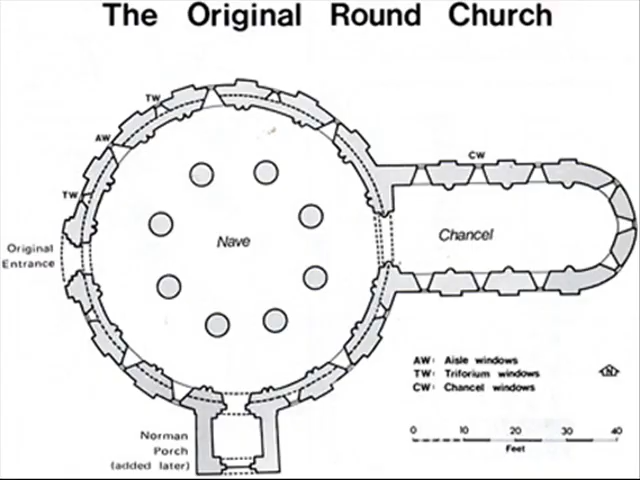 The Original Round Church
TW
AW
TW
CW
Original
Entrance
Nave
Chancel
AW: Aisle windows
TW: Triforium windows
CW: Chancel windows
N
Norman
Porch
(added later)
0 10 20 30 40
Feet